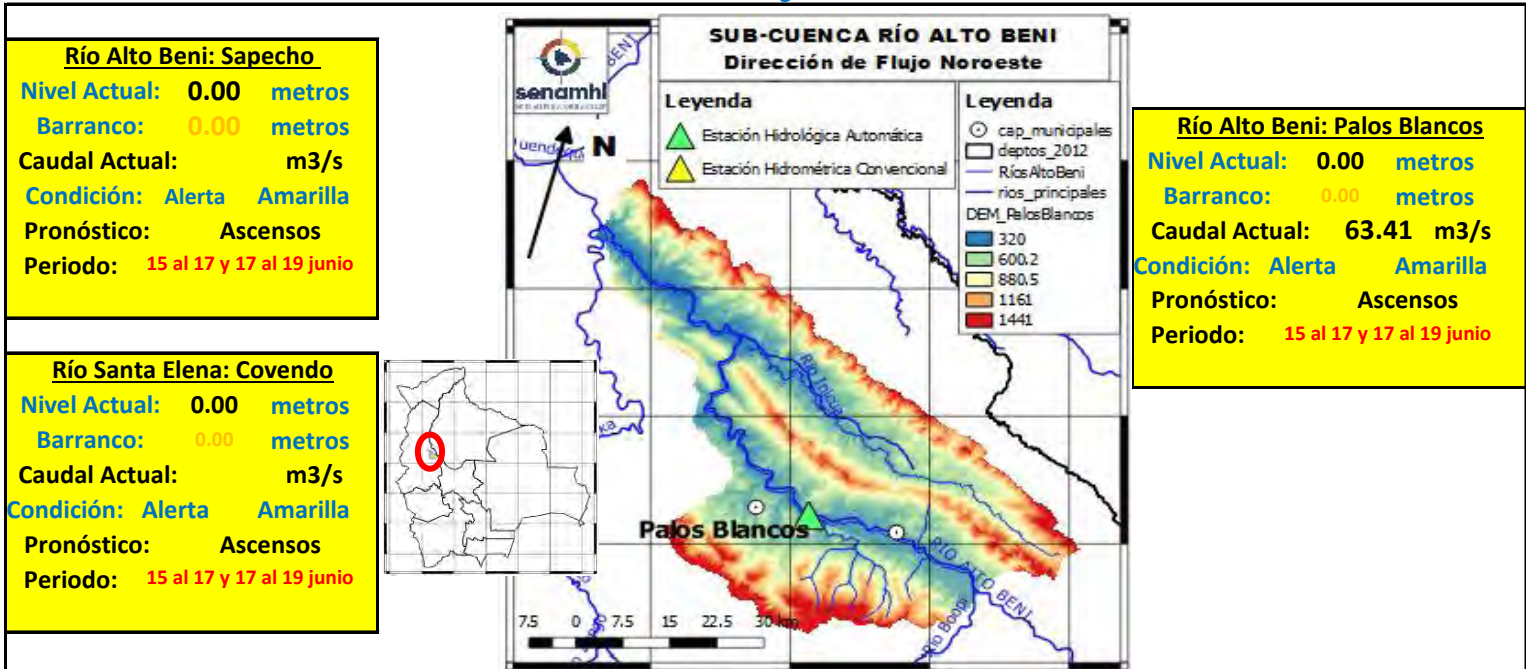 Río Alto Beni: Sapecho
Nivel Actual: 0.00 metros
Barranco: 0.00 metros
Caudal Actual: m3/s
Condición: Alerta Amarilla
Pronóstico: Ascensos
Periodo: 15 al 17 y 17 al 19 junio
Río Santa Elena: Covendo
Nivel Actual: 0.00 metros
Barranco: 0.00 metros
Caudal Actual: m3/s
Condición: Alerta Amarilla
Pronóstico: Ascensos
Periodo: 15 al 17 y 17 al 19 junio
senamhi
BENI
SUB-CUENCA RÍO ALTO BENI
Dirección de Flujo Noroeste
Leyenda
Estación Hidrológica Automática
Estación Hidrométrica Convencional
Leyenda
cap_municipales
deptos_2012
RíosAltoBeni
rios_principales
DEM_PalosBlancos
320
600.2
880.5
1161
1441
N
Río Inicua
Palos Blancos
RÍO ALTO BENI
Río Boopi
7.5 0 7.5 15 22.5 30 km
Río Alto Beni: Palos Blancos
Nivel Actual: 0.00 metros
Barranco: 0.00 metros
Caudal Actual: 63.41 m3/s
Condición: Alerta Amarilla
Pronóstico: Ascensos
Periodo: 15 al 17 y 17 al 19 junio